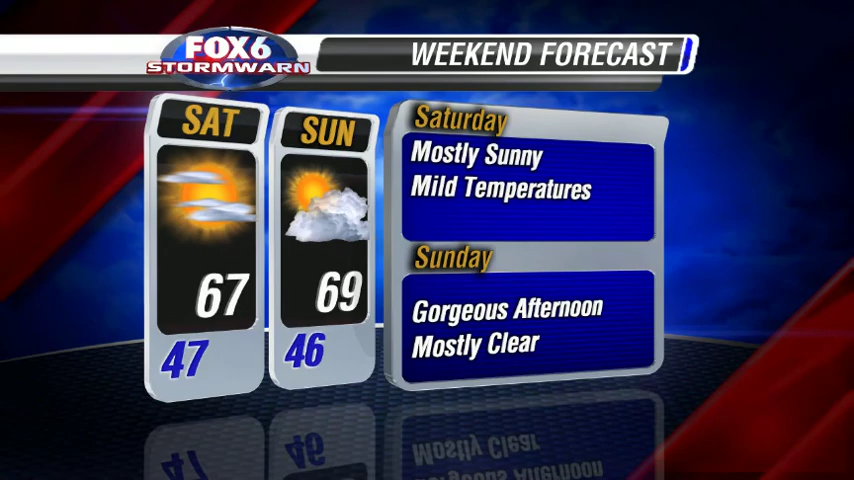 FOX6
STORMWARN
WEEKEND FORECAST
SAT
67
47
SUN
69
46
Saturday
Mostly Sunny
Mild Temperatures
Sunday
Gorgeous Afternoon
Mostly Clear